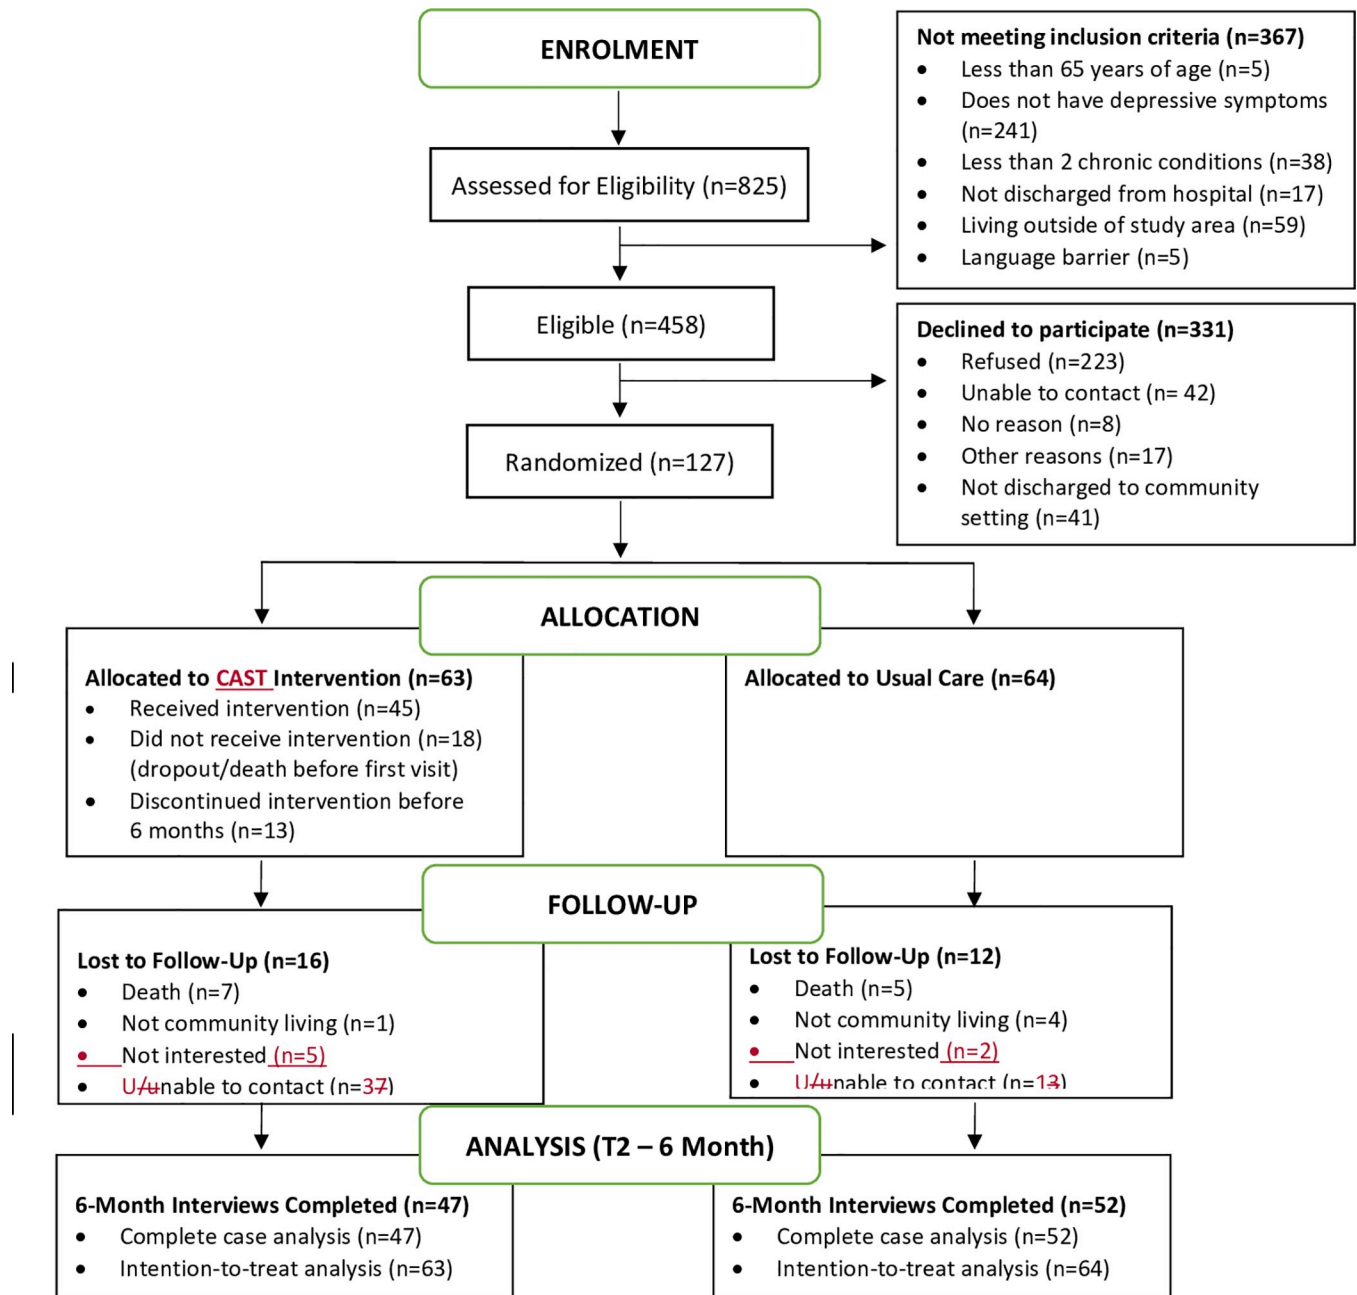 ENROLMENT
Assessed for Eligibility (n=825)
Not meeting inclusion criteria (n=367)
• Less than 65 years of age (n=5)
• Does not have depressive symptoms
(n=241)
• Less than 2 chronic conditions (n=38)
• Not discharged from hospital (n=17)
• Living outside of study area (n=59)
• Language barrier (n=5)
Eligible (n=458)
Declined to participate (n=331)
• Refused (n=223)
• Unable to contact (n= 42)
• No reason (n=8)
• Other reasons (n=17)
• Not discharged to community
setting (n=41)
Randomized (n=127)
ALLOCATION
Allocated to CAST Intervention (n=63)
• Received intervention (n=45)
• Did not receive intervention (n=18)
(dropout/death before first visit)
• Discontinued intervention before
6 months (n=13)
Allocated to Usual Care (n=64)
FOLLOW-UP
Lost to Follow-Up (n=16)
• Death (n=7)
• Not community living (n=1)
• Not interested (n=5)
• U/unable to contact (n=37)
Lost to Follow-Up (n=12)
• Death (n=5)
• Not community living (n=4)
• Not interested (n=2)
• U/unable to contact (n=13)
ANALYSIS (T2 – 6 Month)
6-Month Interviews Completed (n=47)
• Complete case analysis (n=47)
• Intention-to-treat analysis (n=63)
6-Month Interviews Completed (n=52)
• Complete case analysis (n=52)
• Intention-to-treat analysis (n=64)